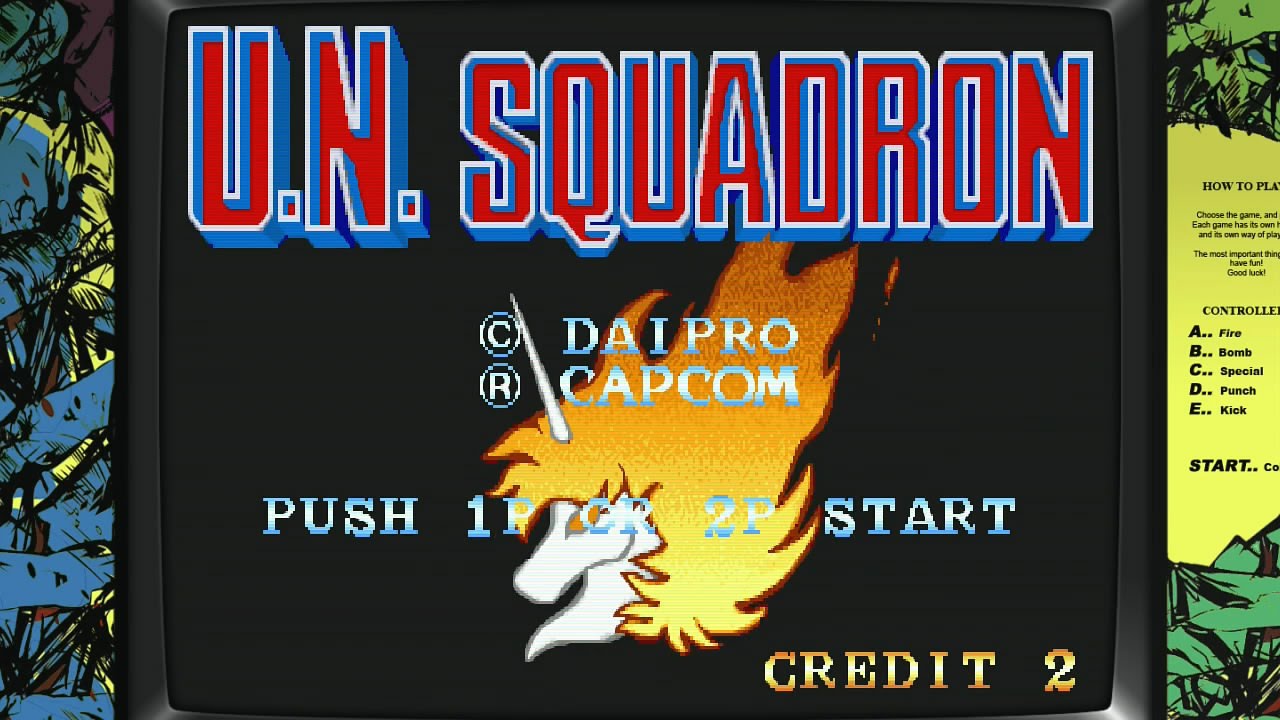 U.N. SQUADRON
© DAIPRO
® CAPCOM
PUSH 1P OR 2P START
CREDIT 2
HOW TO PLA
Choose the game, and
Each game has its own
and its own way of play
The most important thing
have fun!
Good luck!
CONTROLLE
A.. Fire
B.. Bomb
C.. Special
D.. Punch
E.. Kick
START.. Co